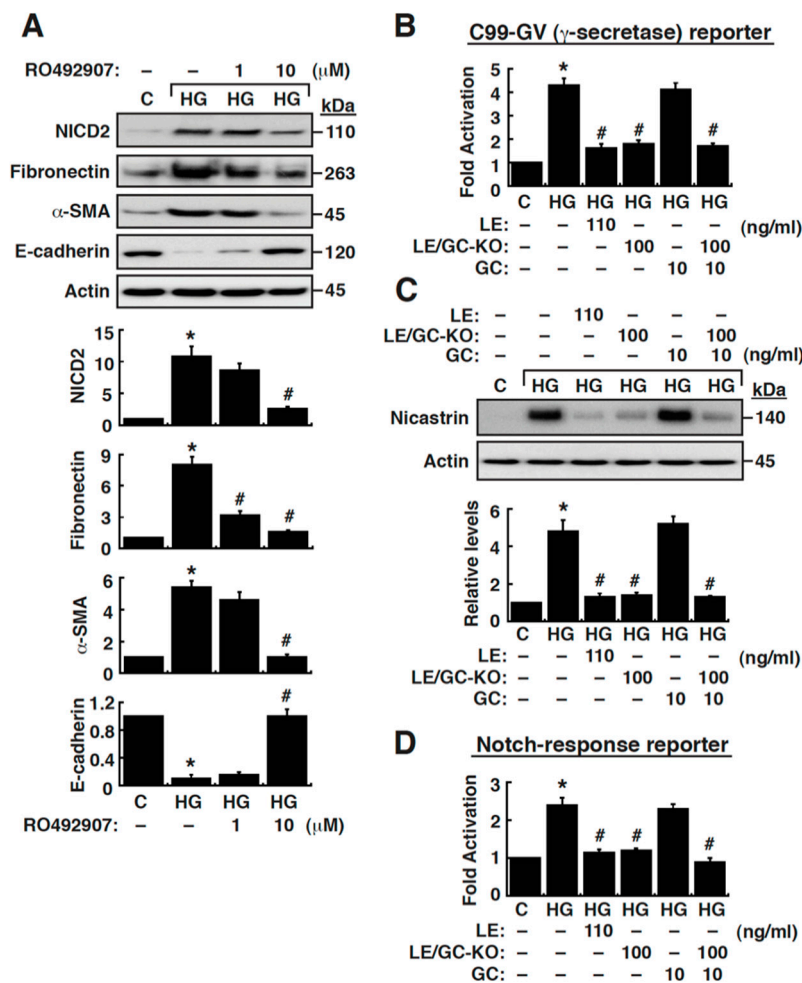 A
RO492907: – – 1 10 (μM)
C HG HG HG kDa
NICD2 110
Fibronectin 263
α-SMA 45
E-cadherin 120
Actin 45
NICD2
15
10
5
0
* #
Fibronectin
9
6
3
0
* # #
α-SMA
6
4
2
0
* #
E-cadherin
1.2
0.8
0.4
0
* #
C HG HG HG
RO492907: – – 1 10 (μM)
B C99-GV (γ-secretase) reporter
Fold Activation
5
4
3
2
1
0
* # # #
C HG HG HG HG HG
LE: – – 110 – – – (ng/ml)
LE/GC-KO: – – – 100 – 100
GC: – – – – 10 10
C
LE: – – 110 – – –
LE/GC-KO: – – – 100 – 100
GC: – – – – 10 10 (ng/ml)
C HG HG HG HG HG kDa
Nicastrin 140
Actin 45
Relative levels
6
4
2
0
* # # #
C HG HG HG HG HG
LE: – – 110 – – – (ng/ml)
LE/GC-KO: – – – 100 – 100
GC: – – – – 10 10
D Notch-response reporter
Fold Activation
3
2
1
0
* # # #
C HG HG HG HG HG
LE: – – 110 – – – (ng/ml)
LE/GC-KO: – – – 100 – 100
GC: – – – – 10 10